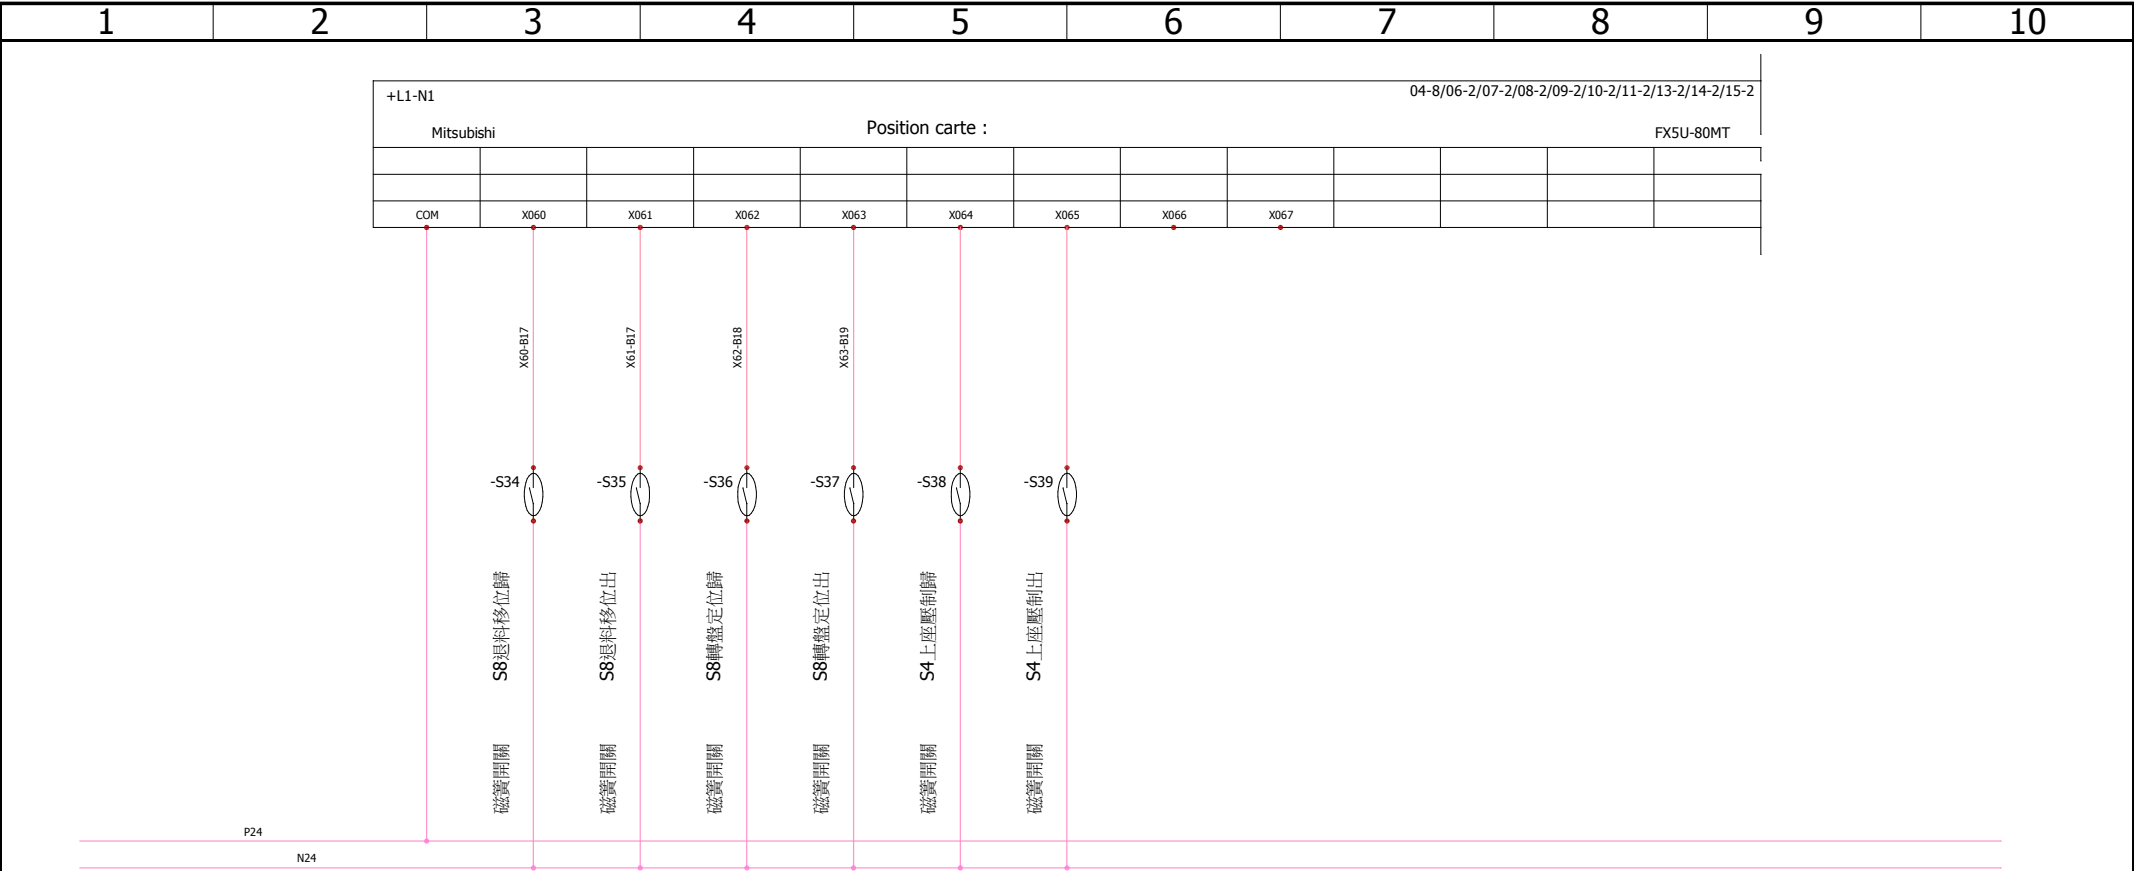 1 2 3 4 5 6 7 8 9 10
+L1-N1 04-8/06-2/07-2/08-2/09-2/10-2/11-2/13-2/14-2/15-2
Mitsubishi Position carte : FX5U-80MT
COM X060 X061 X062 X063 X064 X065 X066 X067
X60-B17 X61-B17 X62-B18 X63-B19
-S34 -S35 -S36 -S37 -S38 -S39
S8退料移位歸
S8退料移位出
S8轉盤定位歸
S8轉盤定位出
S4上座壓制歸
S4上座壓制出
磁簧開關
磁簧開關
磁簧開關
磁簧開關
磁簧開關
磁簧開關
P24
N24